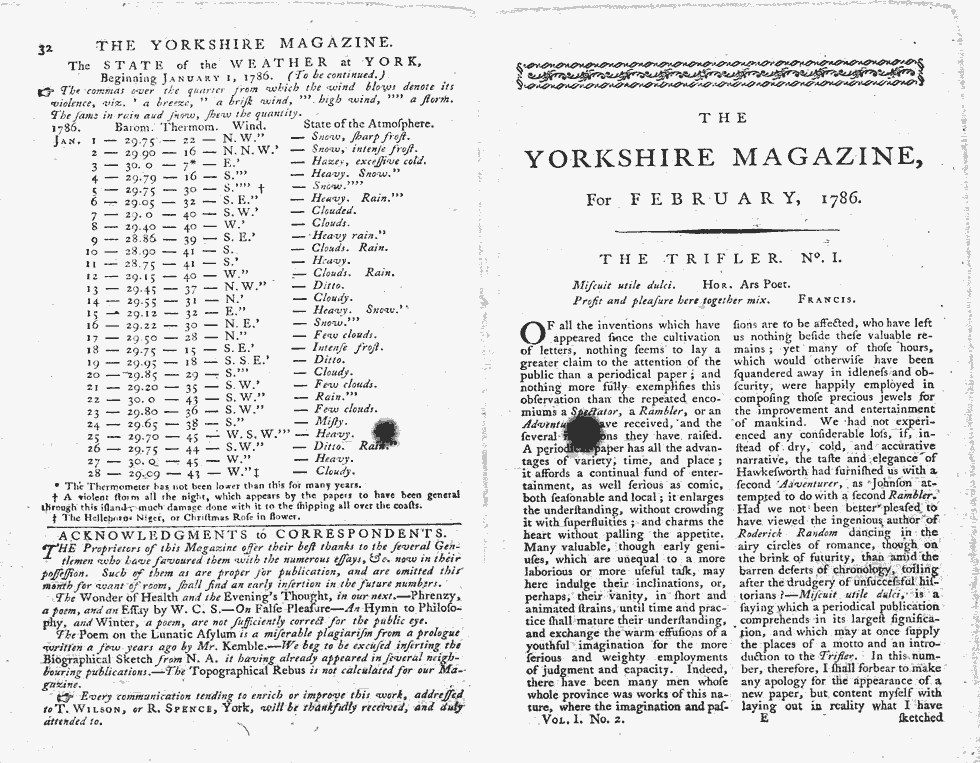 32 THE YORKSHIRE MAGAZINE.
The STATE of the WEATHER at YORK,
Beginning JANUARY 1, 1786. (To be continued.)
☞ The commas over the quarter from which the wind blows denote its
violence, viz. ' a breeze, '' a briſk wind, ''' high wind, '''' a ſtorm.
The ſame in rain and ſnow, ſhew the quantity.
1786. Barom. Thermom. Wind. State of the Atmoſphere.
JAN. 1 — 29.75 — 22 — N. W.'' — Snow, ſharp froſt.
2 — 29 90 — 16 — N. N. W.' — Snow, intenſe froſt.
3 — 30. 0 — 7* — E.' — Hazey, exceſſive cold.
4 — 29.79 — 16 — S.''' — Heavy. Snow.''
5 — 29.75 — 30 — S.'''' † — Snow.''''
6 — 29.05 — 32 — S. E.'' — Heavy. Rain.'''
7 — 29. 0 — 40 — S. W.' — Clouded.
8 — 29.40 — 40 — W.' — Clouds.
9 — 28.86 — 39 — S. E.' — Heavy rain.''
10 — 28.90 — 41 — S. — Clouds. Rain.
11 — 28.75 — 41 — S.' — Heavy.
12 — 29.15 — 40 — W.'' — Clouds. Rain.
13 — 29.45 — 37 — N. W.'' — Ditto.
14 — 29.55 — 31 — N.' — Cloudy.
15 — 29.12 — 32 — E.'' — Heavy. Snow.''
16 — 29.22 — 30 — N. E.' — Snow.'''
17 — 29.50 — 28 — N.'' — Cloudy.
18 — 29.75 — 15 — S. E.' — Intenſe froſt.
19 — 29.95 — 18 — S. S. E.' — Ditto.
20 — 29.85 — 29 — S.''' — Cloudy.
21 — 29.20 — 35 — S. W.' — Few clouds.
22 — 30. 0 — 43 — S. W.'' — Rain.'''
23 — 29.80 — 36 — S. W.'' — Few clouds.
24 — 29.65 — 38 — S.'' — Miſty.
25 — 29.70 — 45 — W. S. W.''' — Heavy.
26 — 29.75 — 44 — S. W.'' — Ditto. Rain.''
27 — 30. 0 — 45 — W.'' — Heavy.
28 — 29.09 — 43 — W.'' ‡ — Cloudy.
* The Thermometer has not been lower than this for many years.
† A violent ſtorm all the night, which appears by the papers to have been general
through this iſland; much damage done with it to the ſhipping all over the coaſts.
‡ The Hellebore Niger, or Chriſtmas Roſe in flower.
ACKNOWLEDGMENTS to CORRESPONDENTS.
THE Proprietors of this Magazine offer their beſt thanks to the ſeveral Gen-
tlemen who have favoured them with the numerous eſſays, &c. now in their
poſſeſſion. Such of them as are proper for publication, and are omitted this
month for want of room, ſhall find an early inſertion in the future numbers.
The Wonder of Health and the Evening's Thought, in our next.—Phrenzy,
a poem, and an Eſſay by W. C. S.—On Falſe Pleaſure—An Hymn to Philoſo-
phy, and Winter, a poem, are not ſufficiently correct for the public eye.
The Poem on the Lunatic Aſylum is a miſerable plagiariſm from a prologue
written a few years ago by Mr. Kemble.—We beg to be excuſed inſerting the
Biographical Sketch from N. A. it having already appeared in ſeveral neigh-
bouring publications.—The Topographical Rebus is not calculated for our Ma-
gazine.
☞ Every communication tending to enrich or improve this work, addreſſed
to T. WILSON, or R. SPENCE, York, will be thankfully received, and duly
attended to.
THE
YORKSHIRE MAGAZINE,
For FEBRUARY, 1786.
THE TRIFLER. No. I.
Miſcuit utile dulci. HOR. Ars Poet.
Profit and pleaſure here together mix. FRANCIS.
OF all the inventions which have
appeared ſince the cultivation
of letters, nothing ſeems to lay a
greater claim to the attention of the
public than a periodical paper; and
nothing more fully exemplifies this
obſervation than the repeated enco-
miums a Spectator, a Rambler, or an
Adventurer have received, and the
ſeveral they have raiſed.
A periodical paper has all the advan-
tages of variety; time, and place;
it affords a continual fund of enter-
tainment, as well ſerious as comic,
both ſeaſonable and local; it enlarges
the underſtanding, without crowding
it with ſuperfluities; and charms the
heart without palling the appetite.
Many valuable, though early geni-
uſes, which are unequal to a more
laborious or more uſeful taſk, may
here indulge their inclinations, or,
perhaps, their vanity, in ſhort and
animated ſtrains, until time and prac-
tice ſhall mature their underſtanding,
and exchange the warm effuſions of a
youthful imagination for the more
ſerious and weighty employments
of judgment and capacity. Indeed,
there have been many men whoſe
whole province was works of this na-
ture, where the imagination and paſ-
VOL. I. No. 2.
ſions are to be affected, who have left
us nothing beſide theſe valuable re-
mains; yet many of thoſe hours,
which would otherwiſe have been
ſquandered away in idleneſs and ob-
ſcurity, were happily employed in
compoſing thoſe precious jewels for
the improvement and entertainment
of mankind. We had not experi-
enced any conſiderable loſs, if, in-
ſtead of dry, cold, and accurative
narrative, the taſte and elegance of
Hawkeſworth had furniſhed us with a
ſecond Adventurer, as Johnſon at-
tempted to do with a ſecond Rambler.
Had we not been better pleaſed to
have viewed the ingenious author of
Roderick Random dancing in the
airy circles of romance, though on
the brink of futurity, than amid the
barren deſerts of chronology, toiling
after the drudgery of unſucceſsful hiſ-
torians?—Miſcuit utile dulci, is a
ſaying which a periodical publication
comprehends in its largeſt ſignifica-
tion, and which may at once ſupply
the places of a motto and an intro-
duction to the Trifler. In this num-
ber, therefore, I ſhall forbear to make
any apology for the appearance of a
new paper, but content myſelf with
laying out in reality what I have
E ſketched